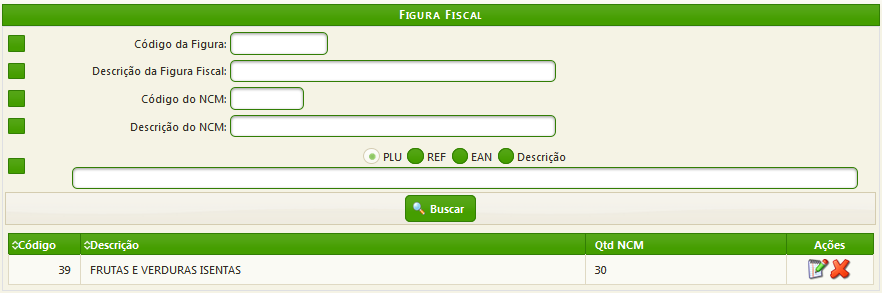 FIGURA FISCAL
Código da Figura:
Descrição da Figura Fiscal:
Código do NCM:
Descrição do NCM:
PLU REF EAN Descrição
Buscar
Código Descrição Qtd NCM Ações
39 FRUTAS E VERDURAS ISENTAS 30